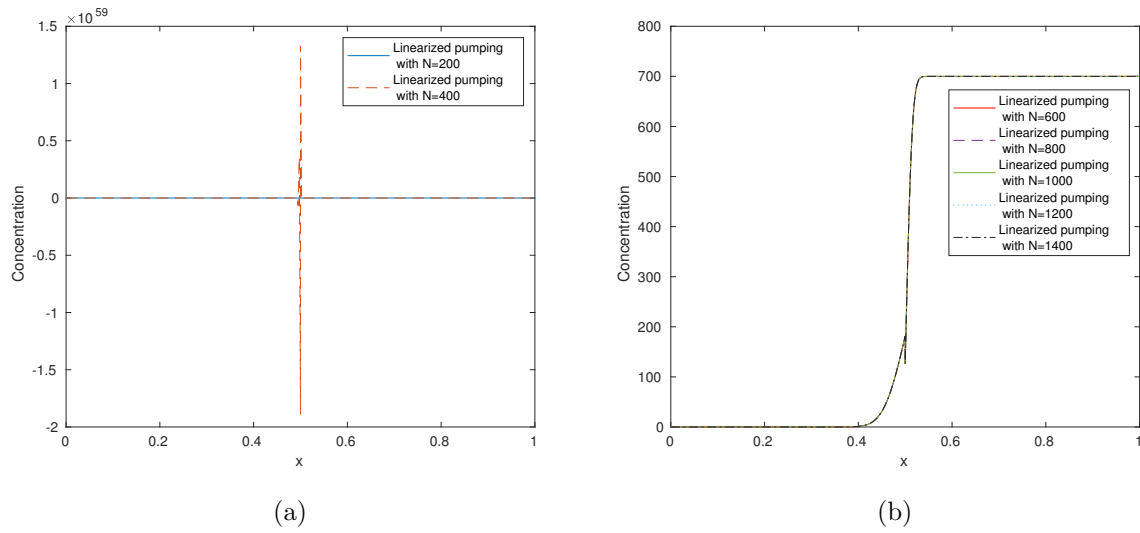 × 10 59
1.5
1
0.5
0
-0.5
-1
-1.5
-2
0
0.2
0.4
0.6
0.8
1
x
Concentration
Linearized pumping
with N=200
Linearized pumping
with N=400
(a)
800
700
600
500
400
300
200
100
0
0
0.2
0.4
0.6
0.8
1
x
Concentration
Linearized pumping
with N=600
Linearized pumping
with N=800
Linearized pumping
with N=1000
Linearized pumping
with N=1200
Linearized pumping
with N=1400
(b)